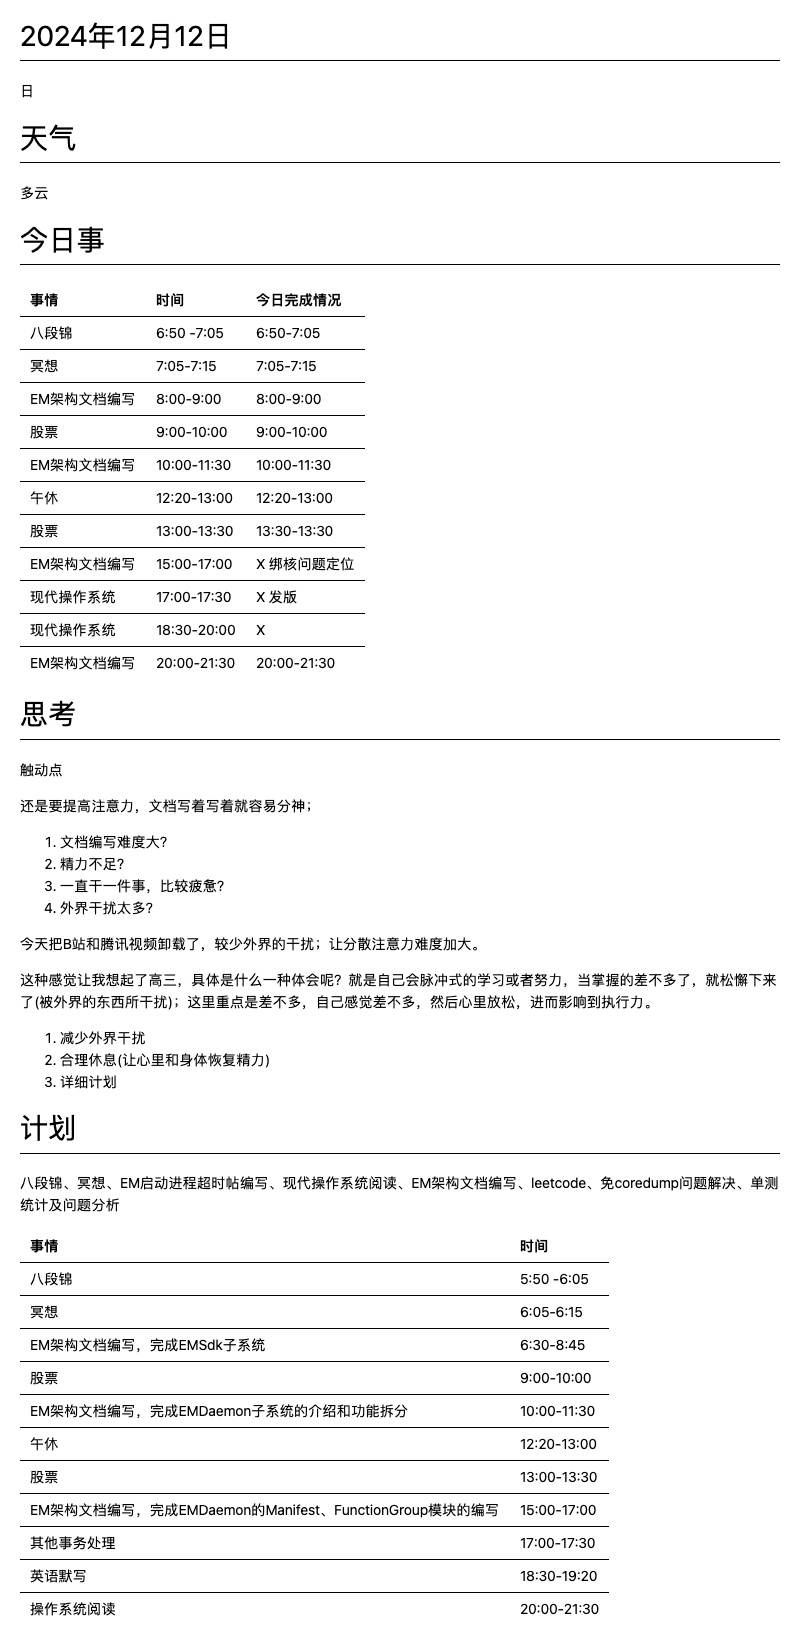 2024年12月12日
日
天气
多云
今日事
事情 时间 今日完成情况
八段锦 6:50 -7:05 6:50-7:05
冥想 7:05-7:15 7:05-7:15
EM架构文档编写 8:00-9:00 8:00-9:00
股票 9:00-10:00 9:00-10:00
EM架构文档编写 10:00-11:30 10:00-11:30
午休 12:20-13:00 12:20-13:00
股票 13:00-13:30 13:30-13:30
EM架构文档编写 15:00-17:00 X 绑核问题定位
现代操作系统 17:00-17:30 X 发版
现代操作系统 18:30-20:00 X
EM架构文档编写 20:00-21:30 20:00-21:30
思考
触动点
还是要提高注意力，文档写着写着就容易分神；
1. 文档编写难度大?
2. 精力不足?
3. 一直干一件事，比较疲惫?
4. 外界干扰太多?
今天把B站和腾讯视频卸载了，较少外界的干扰；让分散注意力难度加大。
这种感觉让我想起了高三，具体是什么一种体会呢？就是自己会脉冲式的学习或者努力，当掌握的差不多了，就松懈下来
了(被外界的东西所干扰)；这里重点是差不多，自己感觉差不多，然后心里放松，进而影响到执行力。
1. 减少外界干扰
2. 合理休息(让心里和身体恢复精力)
3. 详细计划
计划
八段锦、冥想、EM启动进程超时帖编写、现代操作系统阅读、EM架构文档编写、leetcode、免coredump问题解决、单测
统计及问题分析
事情 时间
八段锦 5:50 -6:05
冥想 6:05-6:15
EM架构文档编写，完成EMSdk子系统 6:30-8:45
股票 9:00-10:00
EM架构文档编写，完成EMDaemon子系统的介绍和功能拆分 10:00-11:30
午休 12:20-13:00
股票 13:00-13:30
EM架构文档编写，完成EMDaemon的Manifest、FunctionGroup模块的编写 15:00-17:00
其他事务处理 17:00-17:30
英语默写 18:30-19:20
操作系统阅读 20:00-21:30